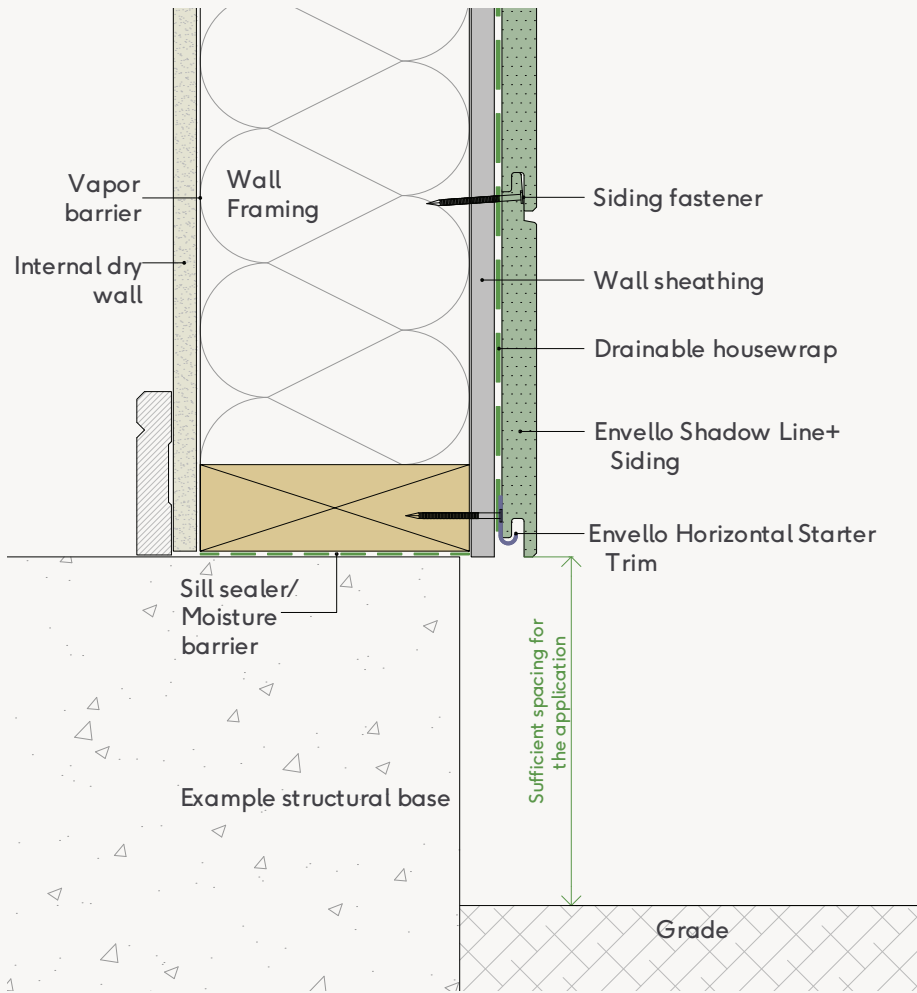 Vapor
barrier
Wall
Framing
Siding fastener
Internal dry
wall
Wall sheathing
Drainable housewrap
Envello Shadow Line+
Siding
Envello Horizontal Starter
Trim
Sill sealer/
Moisture
barrier
Sufficient spacing for
the application
Example structural base
Grade